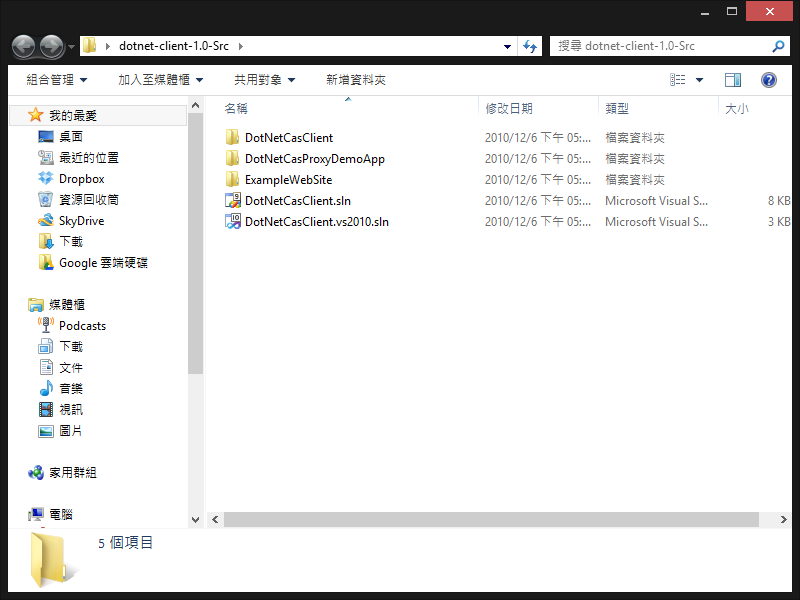 dotnet-client-1.0-Src
搜尋 dotnet-client-1.0-Src
組合管理 加入至媒體櫃 共用對象 新增資料夾
我的最愛
桌面
最近的位置
Dropbox
資源回收筒
SkyDrive
下載
Google 雲端硬碟
媒體櫃
Podcasts
下載
文件
音樂
視訊
圖片
家用群組
電腦
名稱 修改日期 類型 大小
DotNetCasClient 2010/12/6 下午 05:... 檔案資料夾
DotNetCasProxyDemoApp 2010/12/6 下午 05:... 檔案資料夾
ExampleWebSite 2010/12/6 下午 05:... 檔案資料夾
DotNetCasClient.sln 2010/12/6 下午 05:... Microsoft Visual S... 8 KB
DotNetCasClient.vs2010.sln 2010/12/6 下午 05:... Microsoft Visual S... 3 KB
5 個項目